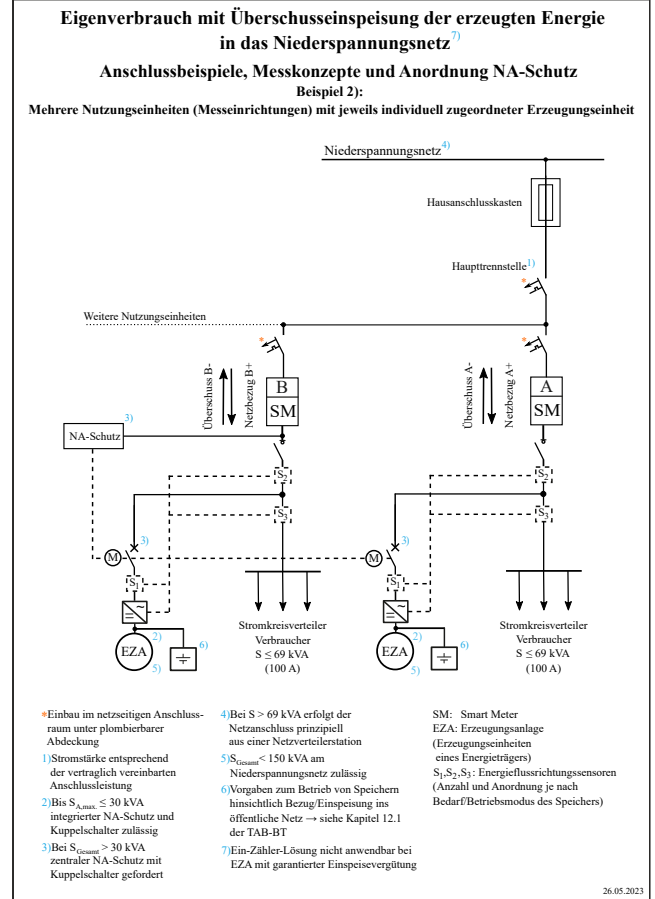 Eigenverbrauch mit Überschusseinspeisung der erzeugten Energie
in das Niederspannungsnetz7)
Anschlussbeispiele, Messkonzepte und Anordnung NA-Schutz
Beispiel 2):
Mehrere Nutzungseinheiten (Messeinrichtungen) mit jeweils individuell zugeordneter Erzeugungseinheit
Niederspannungsnetz4)
Hausanschlusskasten
Haupttrennstelle1)
*
Weitere Nutzungseinheiten
*
*
Überschuss B-
Netzbezug B+
B
SM
Überschuss A-
Netzbezug A+
A
SM
3)
NA-Schutz
S2
S2
S3
S3
3)
3)
M
M
S1
S1
~
~
2)
EZA
5)
6)
2)
EZA
5)
6)
Stromkreisverteiler
Verbraucher
S ≤ 69 kVA
(100 A)
Stromkreisverteiler
Verbraucher
S ≤ 69 kVA
(100 A)
*Einbau im netzseitigen Anschluss-
raum unter plombierbarer
Abdeckung
1)Stromstärke entsprechend
der vertraglich vereinbarten
Anschlussleistung
2)Bis SA,max. ≤ 30 kVA
integrierter NA-Schutz und
Kuppelschalter zulässig
3)Bei SGesamt > 30 kVA
zentraler NA-Schutz mit
Kuppelschalter gefordert
4)Bei S > 69 kVA erfolgt der
Netzanschluss prinzipiell
aus einer Netzverteilerstation
5)SGesamt < 150 kVA am
Niederspannungsnetz zulässig
6)Vorgaben zum Betrieb von Speichern
hinsichtlich Bezug/Einspeisung ins
öffentliche Netz → siehe Kapitel 12.1
der TAB-BT
7)Ein-Zähler-Lösung nicht anwendbar bei
EZA mit garantierter Einspeisevergütung
SM: Smart Meter
EZA: Erzeugungsanlage
(Erzeugungseinheiten
eines Energieträgers)
S1,S2,S3: Energieflussrichtungssensoren
(Anzahl und Anordnung je nach
Bedarf/Betriebsmodus des Speichers)
26.05.2023